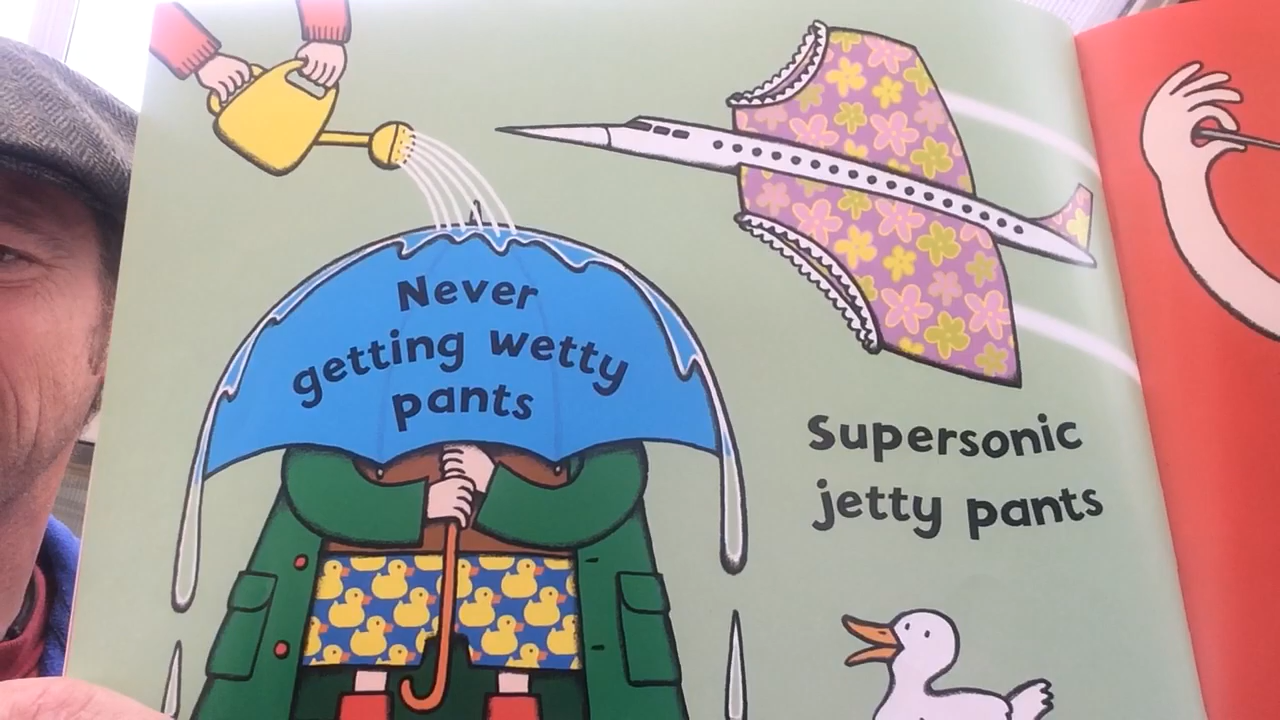 Never
getting wetty
pants
Supersonic
jetty pants